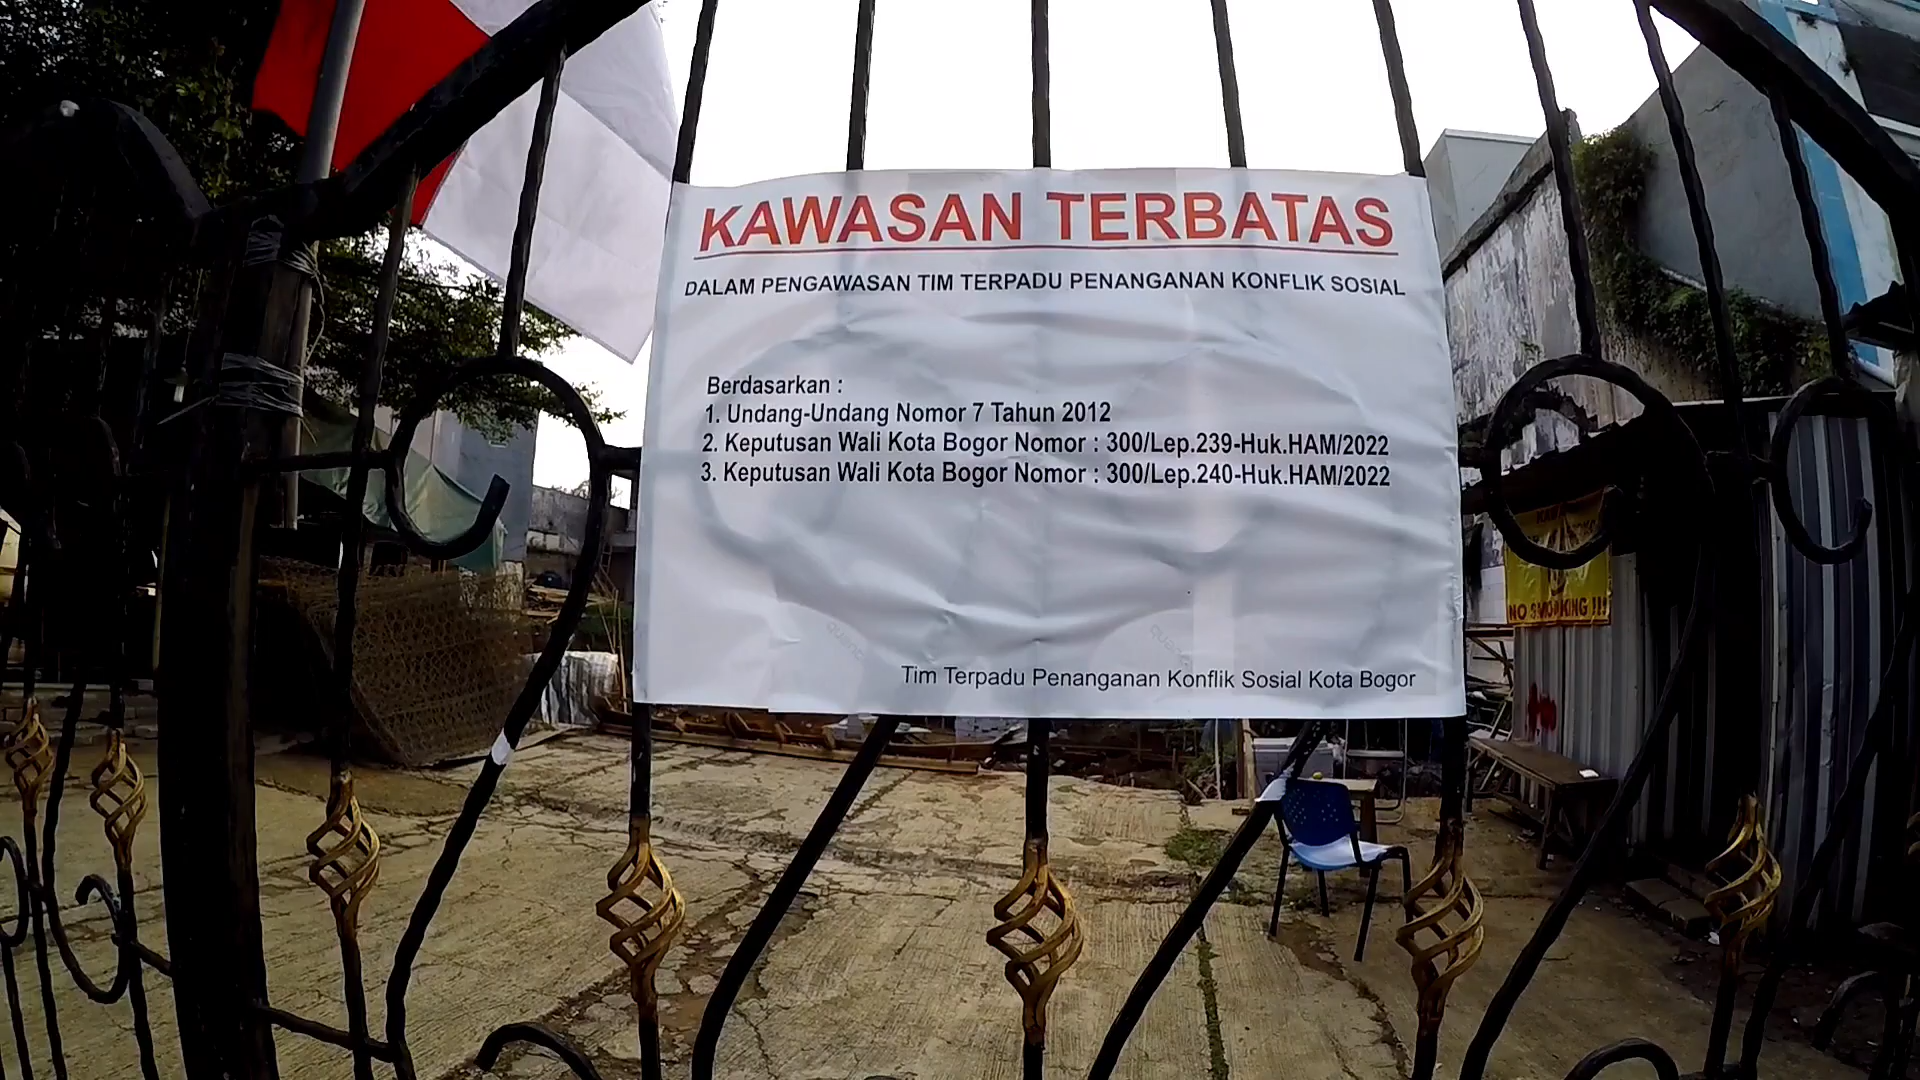 KAWASAN TERBATAS
DALAM PENGAWASAN TIM TERPADU PENANGANAN KONFLIK SOSIAL
Berdasarkan :
1. Undang-Undang Nomor 7 Tahun 2012
2. Keputusan Wali Kota Bogor Nomor : 300/Lep.239-Huk.HAM/2022
3. Keputusan Wali Kota Bogor Nomor : 300/Lep.240-Huk.HAM/2022
Tim Terpadu Penanganan Konflik Sosial Kota Bogor
NO SMOKING !!!